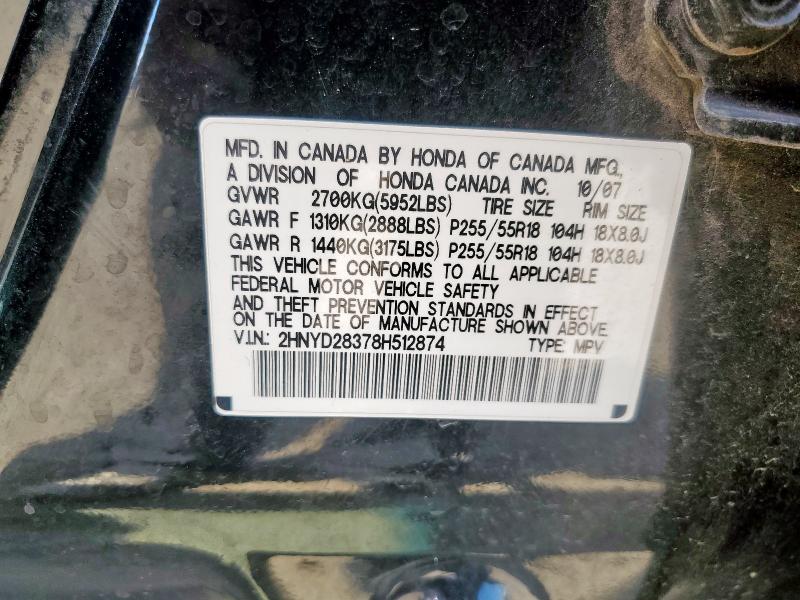 MFD. IN CANADA BY HONDA OF CANADA MFG.,
A DIVISION OF HONDA CANADA INC. 10/07
GVWR 2700KG(5952LBS) TIRE SIZE RIM SIZE
GAWR F 1310KG(2888LBS) P255/55R18 104H 18X8.0J
GAWR R 1440KG(3175LBS) P255/55R18 104H 18X8.0J
THIS VEHICLE CONFORMS TO ALL APPLICABLE
FEDERAL MOTOR VEHICLE SAFETY
AND THEFT PREVENTION STANDARDS IN EFFECT
ON THE DATE OF MANUFACTURE SHOWN ABOVE.
V.I.N.: 2HNYD28378H512874 TYPE: MPV